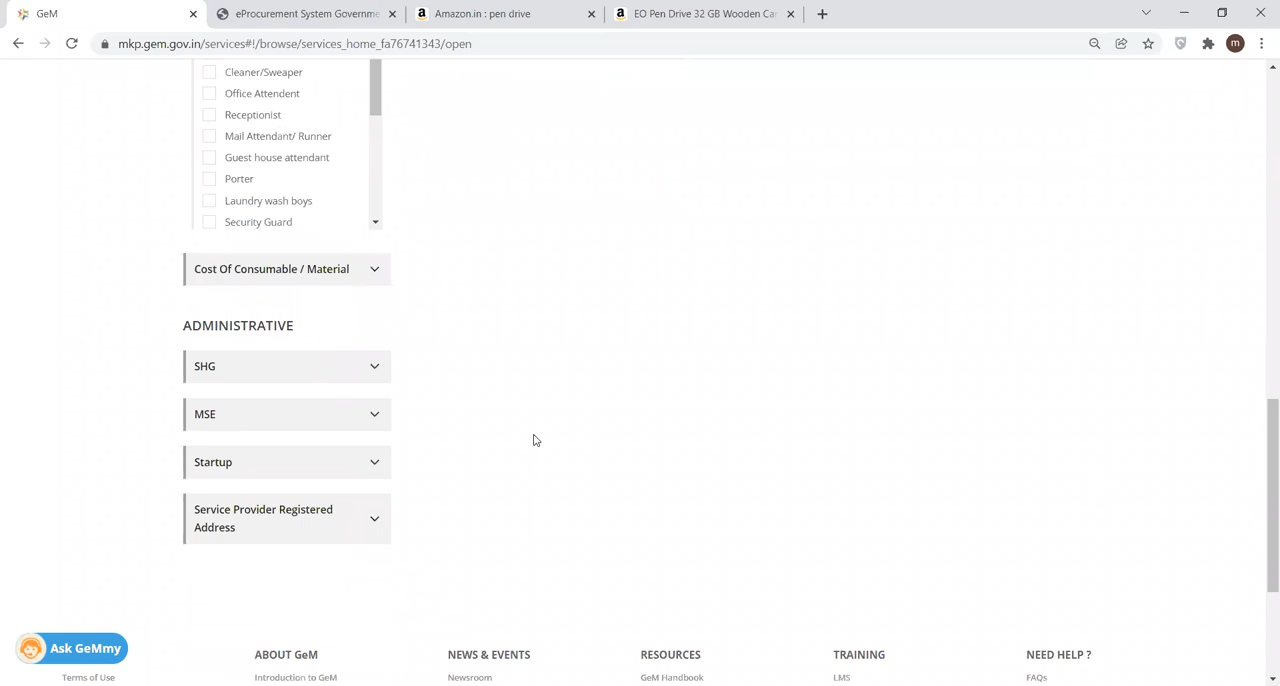 GeM
eProcurement System Governme
Amazon.in : pen drive
EO Pen Drive 32 GB Wooden Car
mkp.gem.gov.in/services#!/browse/services_home_fa76741343/open
m
Cleaner/Sweaper
Office Attendent
Receptionist
Mail Attendant/ Runner
Guest house attendant
Porter
Laundry wash boys
Security Guard
Cost Of Consumable / Material
ADMINISTRATIVE
SHG
MSE
Startup
Service Provider Registered
Address
Ask GeMmy
ABOUT GeM NEWS & EVENTS RESOURCES TRAINING NEED HELP ?
Terms of Use Introduction to GeM Newsroom GeM Handbook LMS FAQs